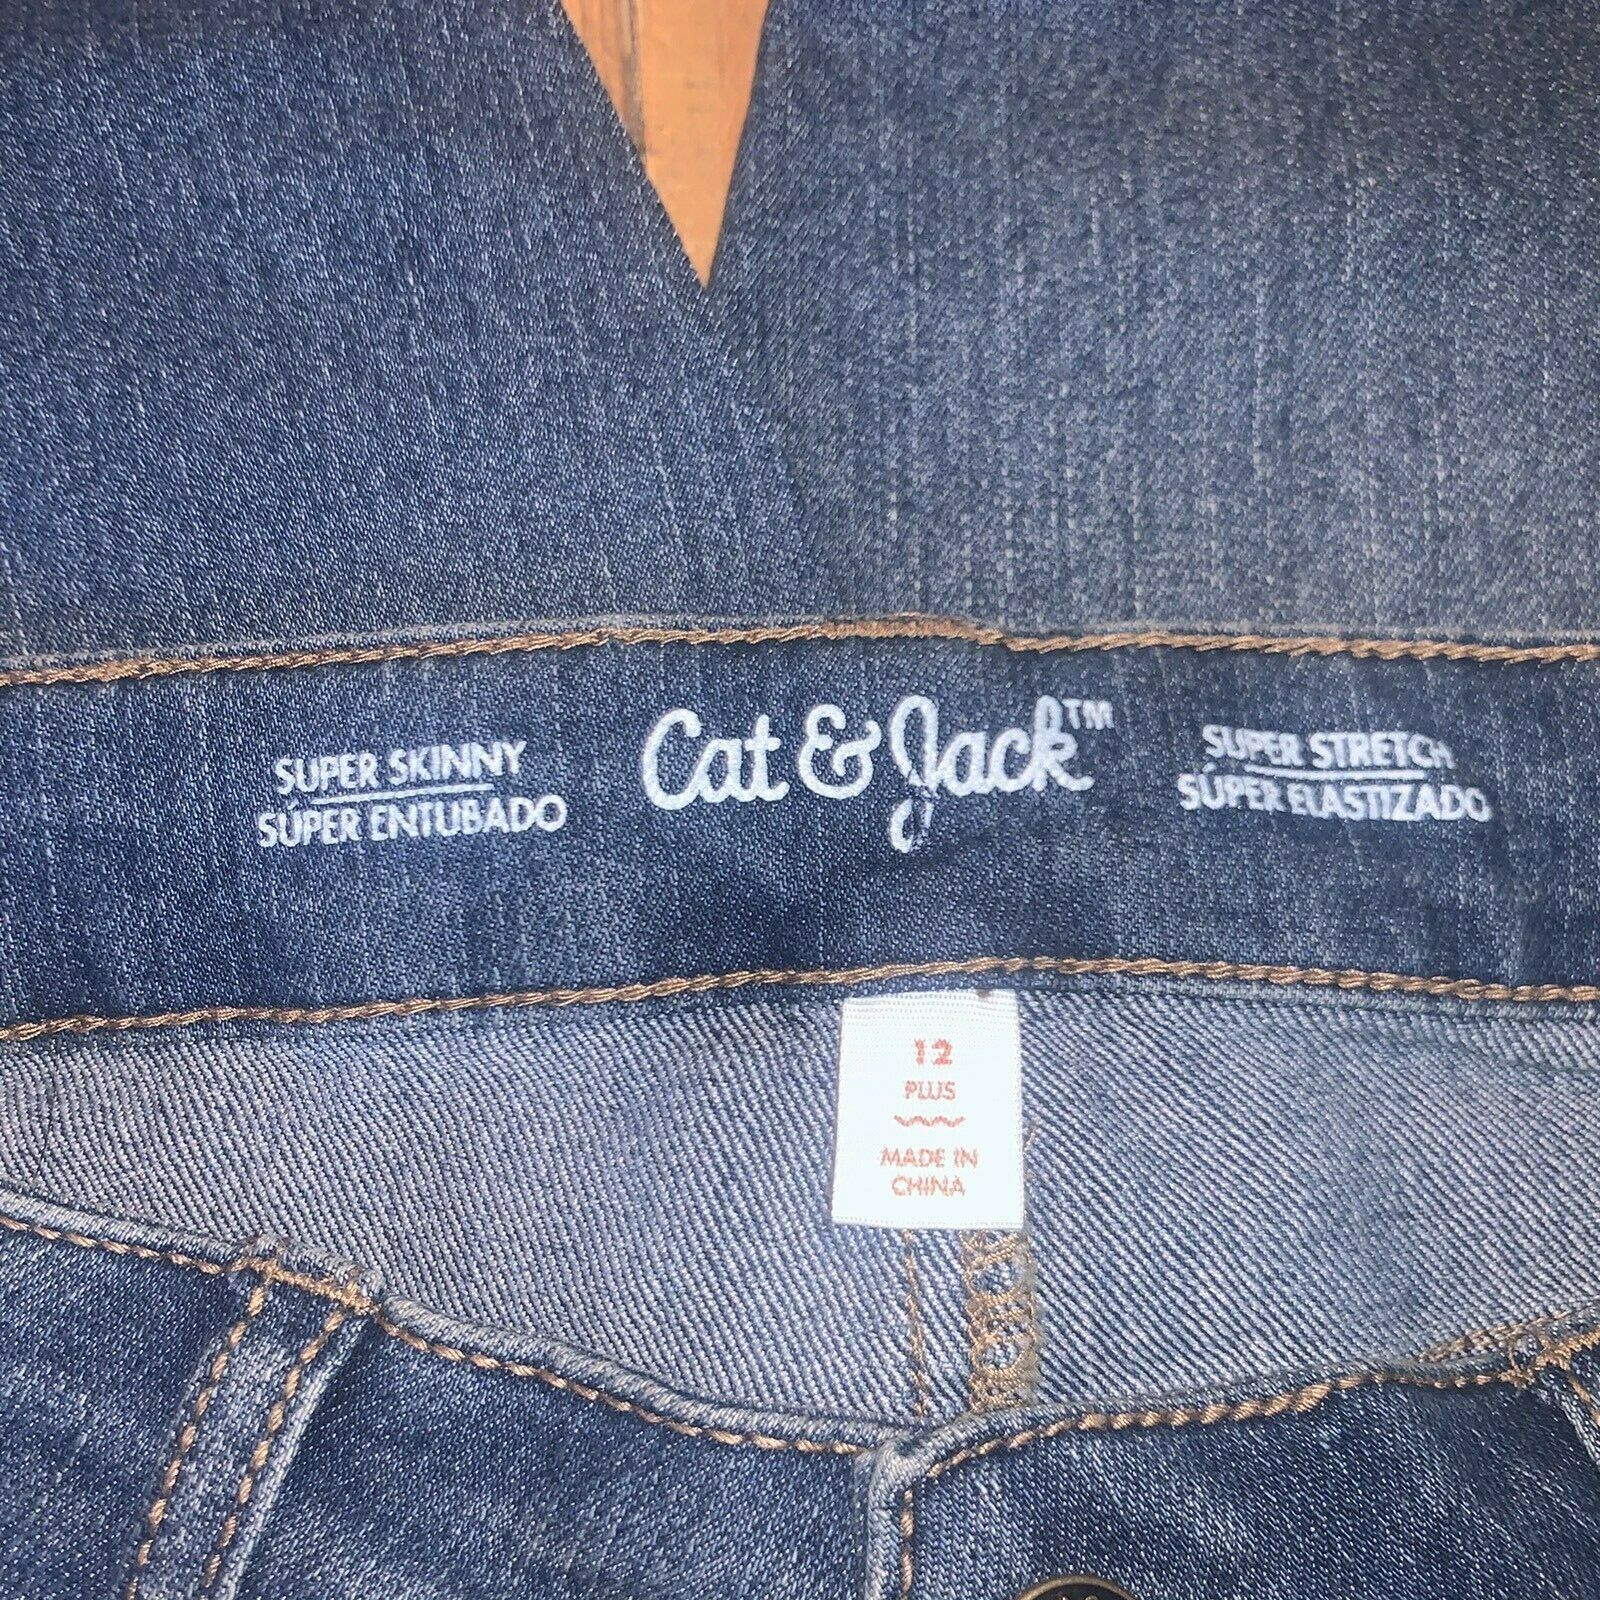 SUPER SKINNY
SÚPER ENTUBADO
Cat & Jack™
SUPER STRETCH
SÚPER ELASTIZADO
12
PLUS
MADE IN
CHINA